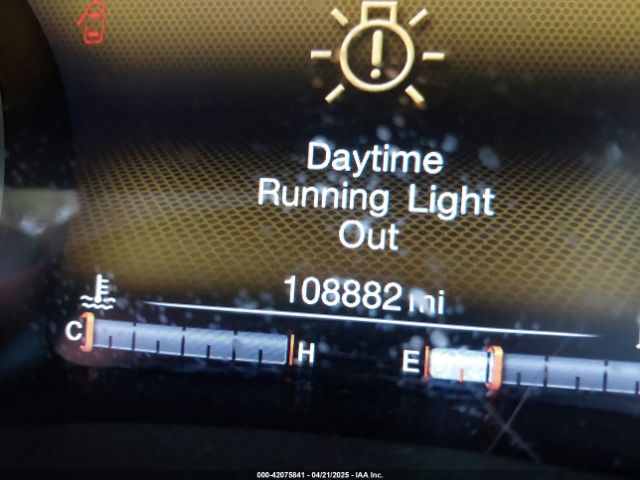 Daytime
Running Light
Out
108882 mi
C
H
E
000-42075841 - 04/21/2025 - IAA Inc.